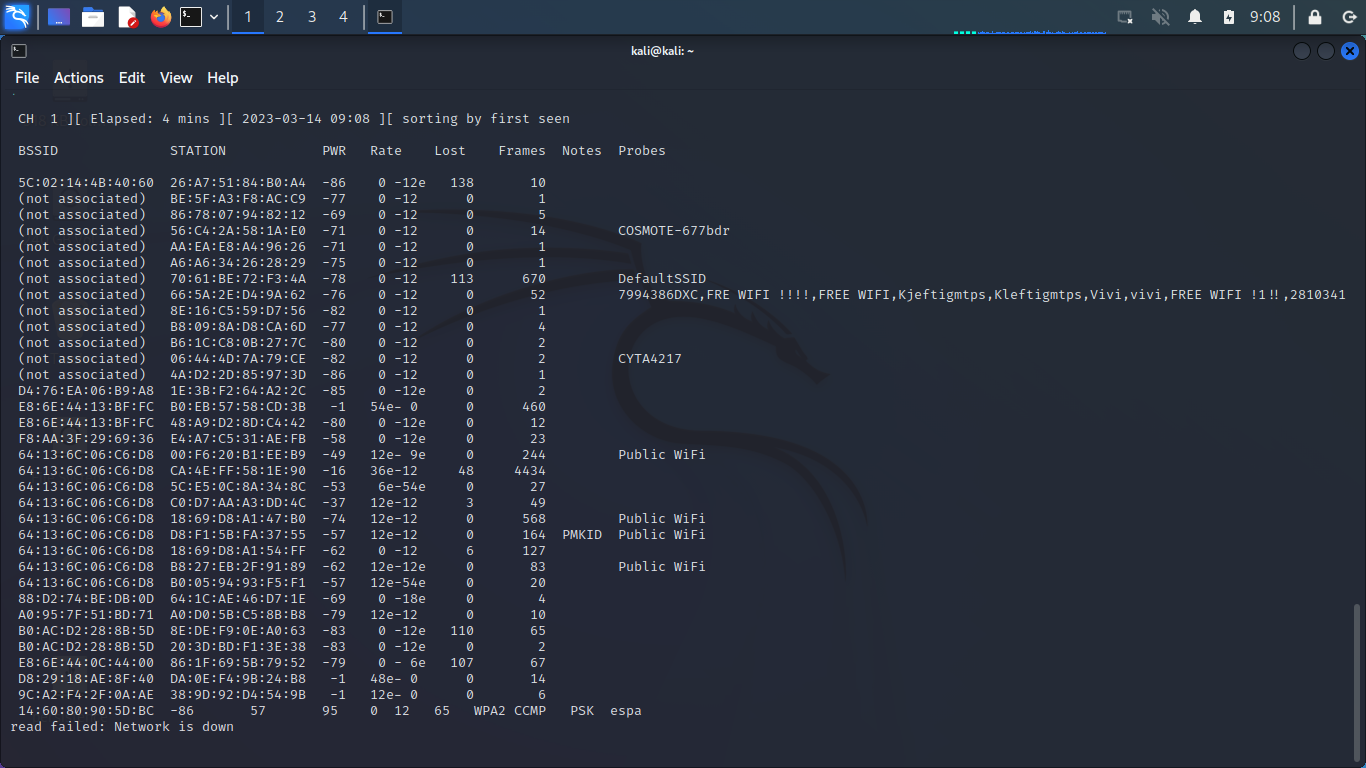 1 2 3 4 9:08
kali@kali: ~
File Actions Edit View Help
CH 1 ][ Elapsed: 4 mins ][ 2023-03-14 09:08 ][ sorting by first seen
BSSID STATION PWR Rate Lost Frames Notes Probes
5C:02:14:4B:40:60 26:A7:51:84:B0:A4 -86 0 -12e 138 10
(not associated) BE:5F:A3:F8:AC:C9 -77 0 -12 0 1
(not associated) 86:78:07:94:82:12 -69 0 -12 0 5
(not associated) 56:C4:2A:58:1A:E0 -71 0 -12 0 14 COSMOTE-677bdr
(not associated) AA:EA:E8:A4:96:26 -71 0 -12 0 1
(not associated) A6:A6:34:26:28:29 -75 0 -12 0 1
(not associated) 70:61:BE:72:F3:4A -78 0 -12 113 670 DefaultSSID
(not associated) 66:5A:2E:D4:9A:62 -76 0 -12 0 52 7994386DXC,FRE WIFI !!!!,FREE WIFI,Kjeftigmtps,Kleftigmtps,Vivi,vivi,FREE WIFI !1!!,2810341
(not associated) 8E:16:C5:59:D7:56 -82 0 -12 0 1
(not associated) B8:09:8A:D8:CA:6D -77 0 -12 0 4
(not associated) B6:1C:C8:0B:27:7C -80 0 -12 0 2
(not associated) 06:44:4D:7A:79:CE -82 0 -12 0 2 CYTA4217
(not associated) 4A:D2:2D:85:97:3D -86 0 -12 0 1
D4:76:EA:06:B9:A8 1E:3B:F2:64:A2:2C -85 0 -12e 0 2
E8:6E:44:13:BF:FC B0:EB:57:58:CD:3B -1 54e- 0 0 460
E8:6E:44:13:BF:FC 48:A9:D2:8D:C4:42 -80 0 -12e 0 12
F8:AA:3F:29:69:36 E4:A7:C5:31:AE:FB -58 0 -12e 0 23
64:13:6C:06:C6:D8 00:F6:20:B1:EE:B9 -49 12e- 9e 0 244 Public WiFi
64:13:6C:06:C6:D8 CA:4E:FF:58:1E:90 -16 36e-12 48 4434
64:13:6C:06:C6:D8 5C:E5:0C:8A:34:8C -53 6e-54e 0 27
64:13:6C:06:C6:D8 C0:D7:AA:A3:DD:4C -37 12e-12 3 49
64:13:6C:06:C6:D8 18:69:D8:A1:47:B0 -74 12e-12 0 568 Public WiFi
64:13:6C:06:C6:D8 D8:F1:5B:FA:37:55 -57 12e-12 0 164 PMKID Public WiFi
64:13:6C:06:C6:D8 18:69:D8:A1:54:FF -62 0 -12 6 127
64:13:6C:06:C6:D8 B8:27:EB:2F:91:89 -62 12e-12e 0 83 Public WiFi
64:13:6C:06:C6:D8 B0:05:94:93:F5:F1 -57 12e-54e 0 20
88:D2:74:BE:DB:0D 64:1C:AE:46:D7:1E -69 0 -18e 0 4
A0:95:7F:51:BD:71 A0:D0:5B:C5:8B:B8 -79 12e-12 0 10
B0:AC:D2:28:8B:5D 8E:DE:F9:0E:A0:63 -83 0 -12e 110 65
B0:AC:D2:28:8B:5D 20:3D:BD:F1:3E:38 -83 0 -12e 0 2
E8:6E:44:0C:44:00 86:1F:69:5B:79:52 -79 0 - 6e 107 67
D8:29:18:AE:8F:40 DA:0E:F4:9B:24:B8 -1 48e- 0 0 14
9C:A2:F4:2F:0A:AE 38:9D:92:D4:54:9B -1 12e- 0 0 6
14:60:80:90:5D:BC -86 57 95 0 12 65 WPA2 CCMP PSK espa
read failed: Network is down